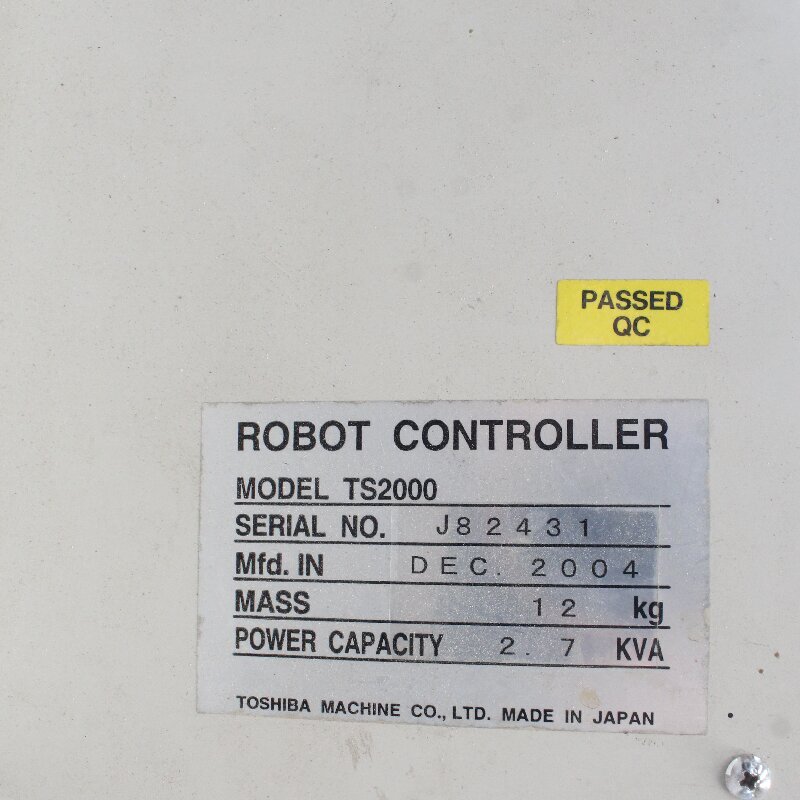 PASSED
QC
ROBOT CONTROLLER
MODEL TS2000
SERIAL NO. J82431
Mfd. IN DEC. 2004
MASS 12 kg
POWER CAPACITY 2.7 KVA
TOSHIBA MACHINE CO., LTD. MADE IN JAPAN